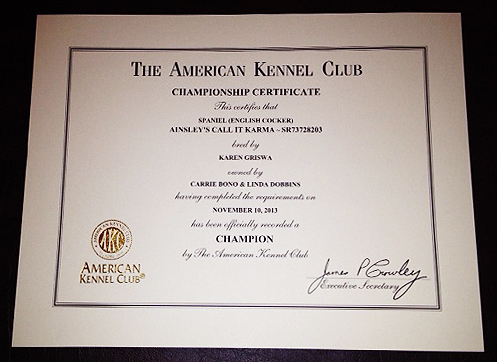 THE AMERICAN KENNEL CLUB
CHAMPIONSHIP CERTIFICATE
This certifies that
SPANIEL (ENGLISH COCKER)
AINSLEY'S CALL IT KARMA ~ SR73728203
bred by
KAREN GRISWA
owned by
CARRIE BONO & LINDA DOBBINS
having completed the requirements on
NOVEMBER 10, 2013
has been officially recorded a
CHAMPION
by The American Kennel Club
AKC
AMERICAN
KENNEL CLUB®
James P Crowley
Executive Secretary